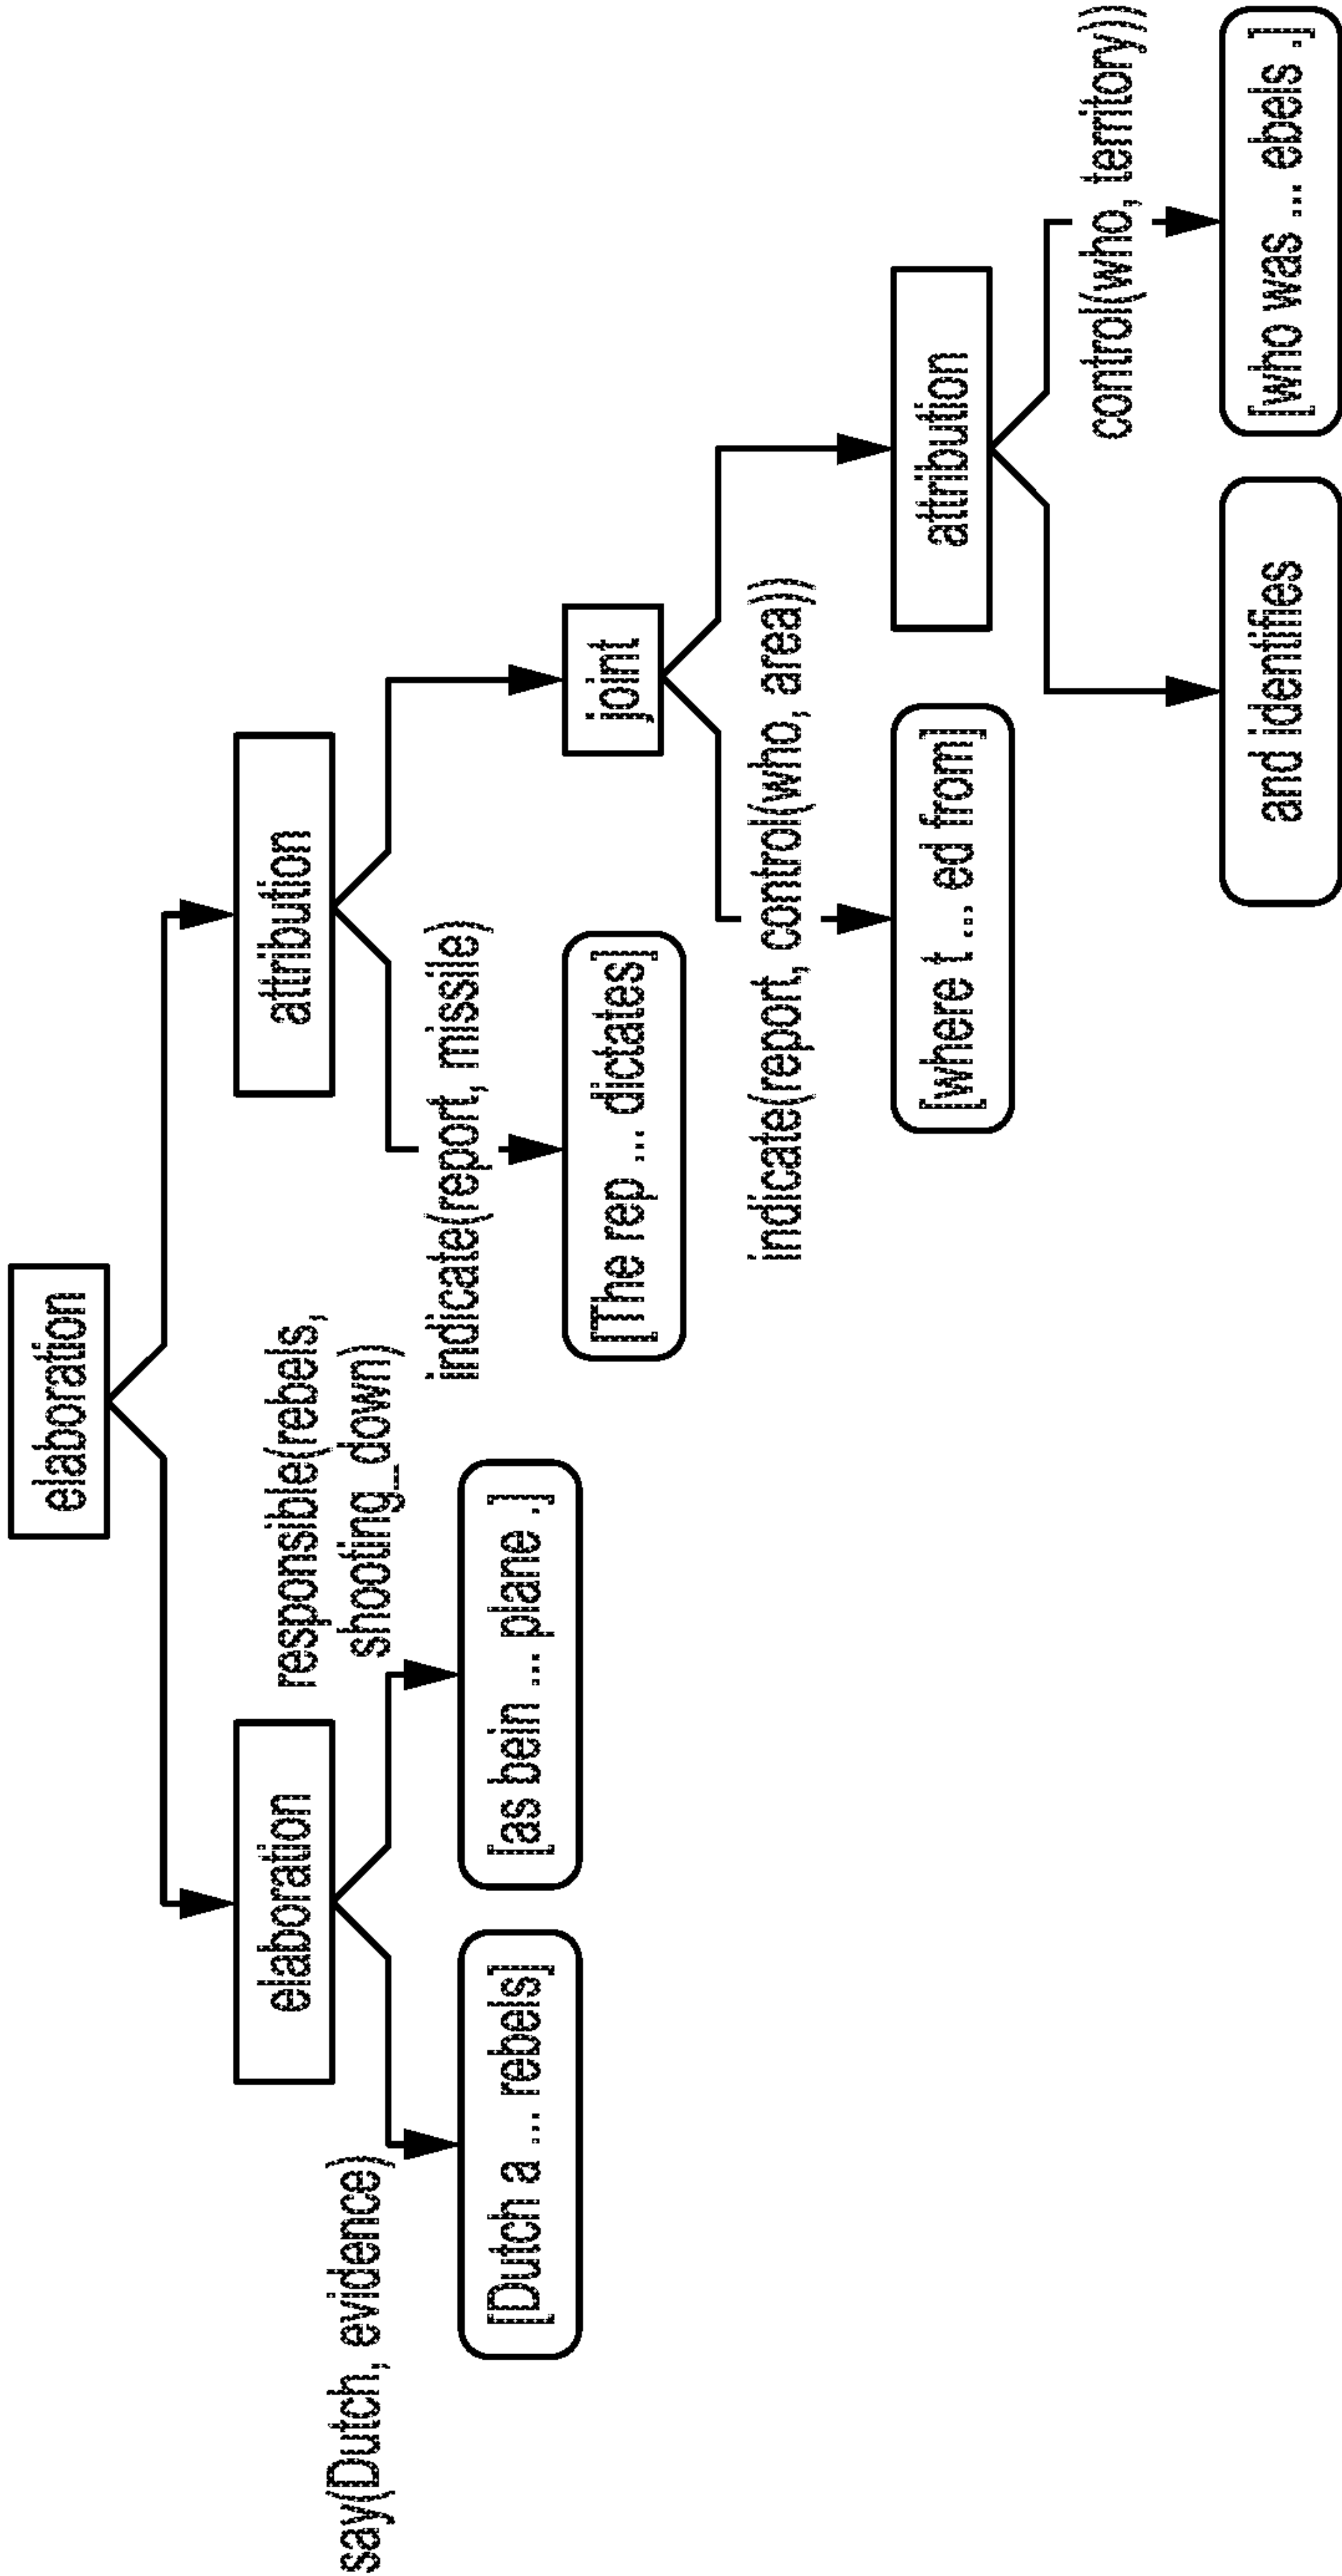 elaboration
elaboration
attribution
say(Dutch, evidence)
responsible(rebels,
shooting_down)
indicate(report, missile)
[Dutch a ... rebels]
[as bein ... plane .]
[The rep ... dictates]
joint
indicate(report, control(who, area))
[where t ... ed from]
attribution
control(who, territory))
and identifies
[who was ... ebels .]